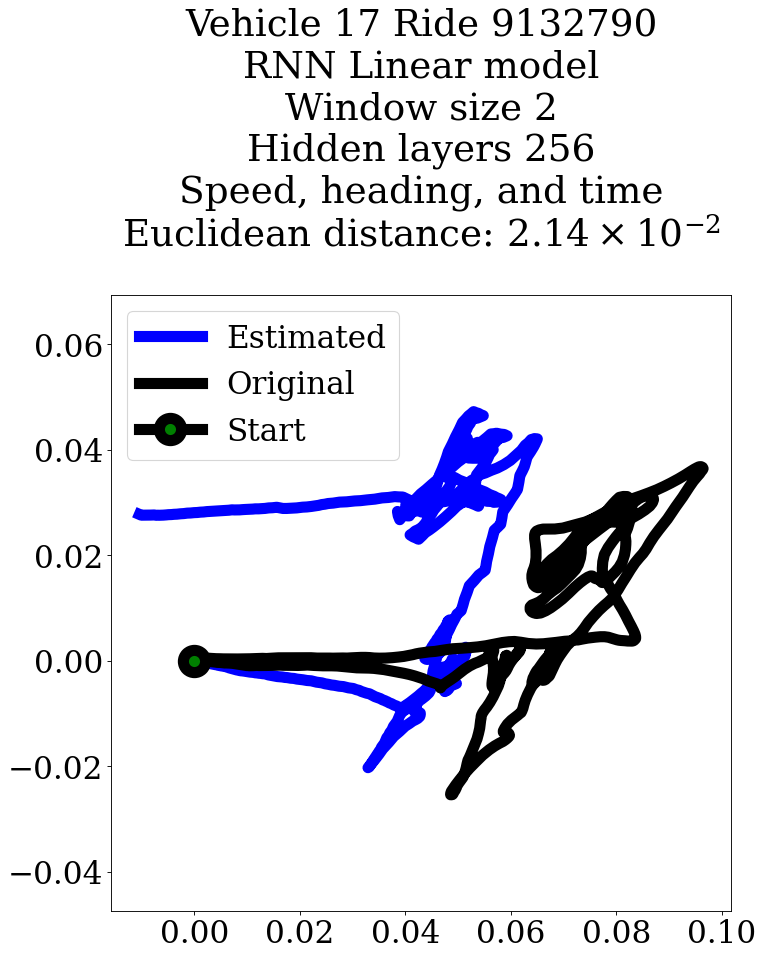 Vehicle 17 Ride 9132790
RNN Linear model
Window size 2
Hidden layers 256
Speed, heading, and time
Euclidean distance: 2.14 × 10⁻²
Estimated
Original
Start
0.06
0.04
0.02
0.00
−0.02
−0.04
0.00 0.02 0.04 0.06 0.08 0.10